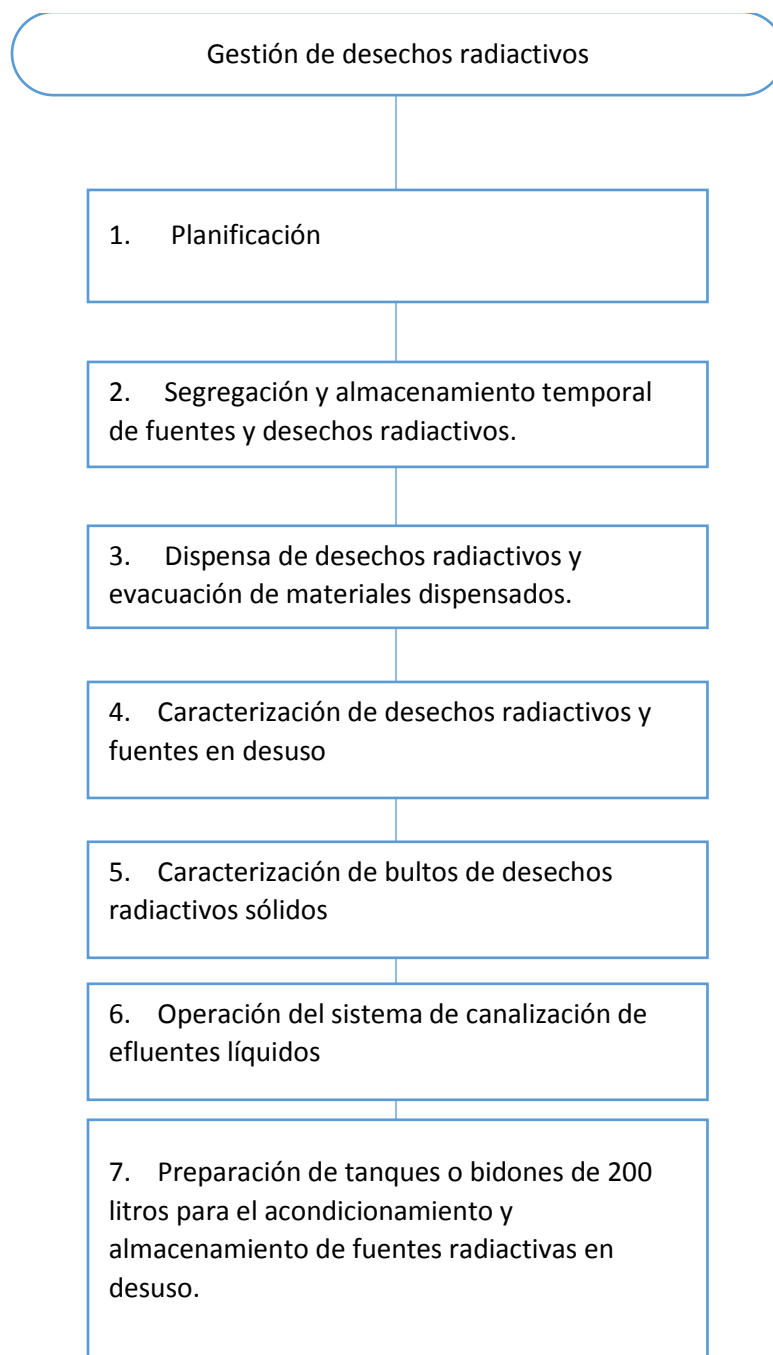 Gestión de desechos radiactivos
1. Planificación
2. Segregación y almacenamiento temporal
de fuentes y desechos radiactivos.
3. Dispensa de desechos radiactivos y
evacuación de materiales dispensados.
4. Caracterización de desechos radiactivos y
fuentes en desuso
5. Caracterización de bultos de desechos
radiactivos sólidos
6. Operación del sistema de canalización de
efluentes líquidos
7. Preparación de tanques o bidones de 200
litros para el acondicionamiento y
almacenamiento de fuentes radiactivas en
desuso.